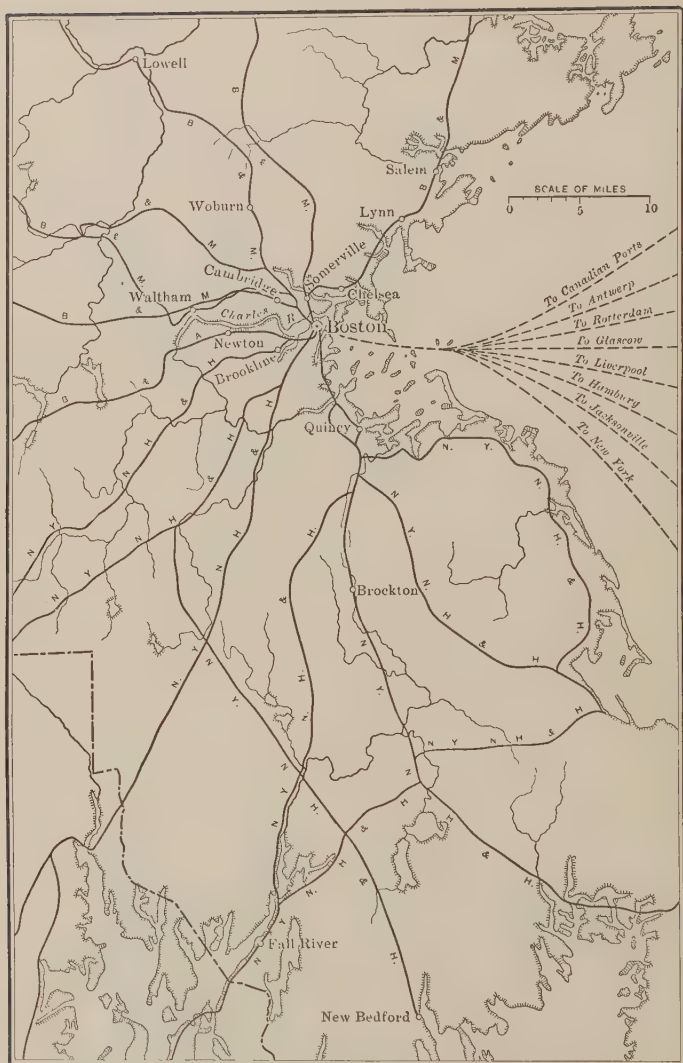 Lowell
B
M
B
&
B
&
M
Salem
B
SCALE OF MILES
0 5 10
Woburn
M.
Lynn
B & M
B & M
M.
Somerville
Cambridge
Chelsea
To Canadian Ports
Waltham
B & M
To Antwerp
Charles R.
To Rotterdam
Boston
B & A
Newton
To Glascow
Brookline
To Liverpool
To Hamburg
To Jacksonville
To New York
Quincy
N. Y. N. H. & H.
N Y N H & H
N Y N H & H
N. Y. N H & H.
N. Y. N. H. & H.
Brockton
N Y N H & H
N Y N H & H
N. Y. N. H. & H.
N Y N. H. & H.
N Y N. H & H
Fall River
New Bedford